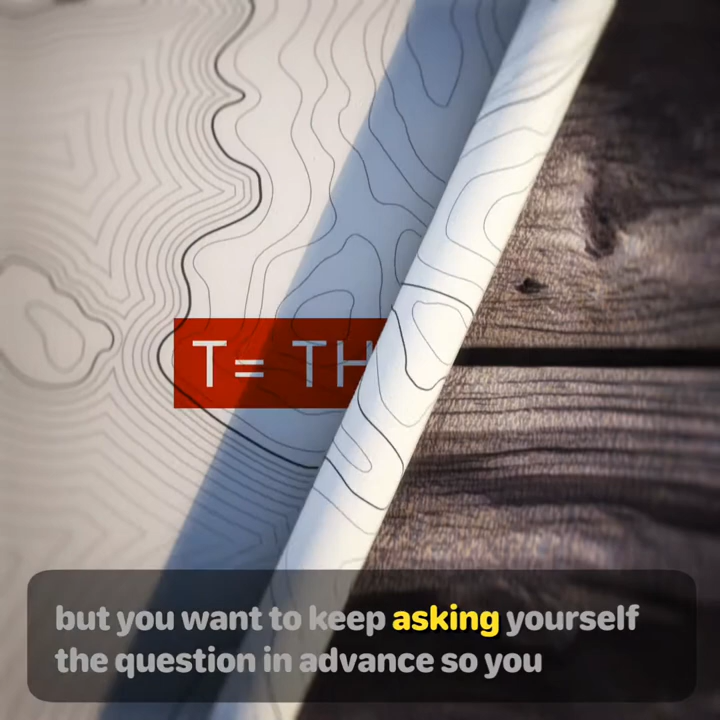 T= TH
but you want to keep asking yourself
the question in advance so you